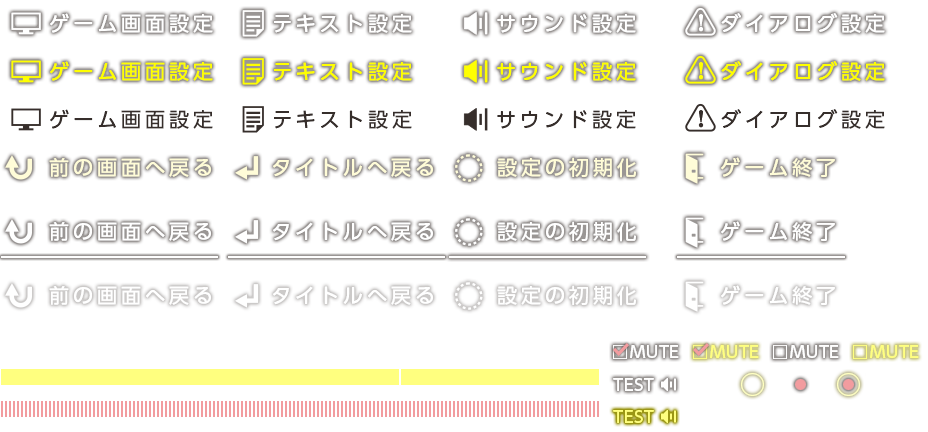 ゲーム画面設定 テキスト設定 サウンド設定 ダイアログ設定
ゲーム画面設定 テキスト設定 サウンド設定 ダイアログ設定
ゲーム画面設定 テキスト設定 サウンド設定 ダイアログ設定
前の画面へ戻る タイトルへ戻る 設定の初期化 ゲーム終了
前の画面へ戻る タイトルへ戻る 設定の初期化 ゲーム終了
前の画面へ戻る タイトルへ戻る 設定の初期化 ゲーム終了
MUTE MUTE MUTE MUTE
TEST
TEST